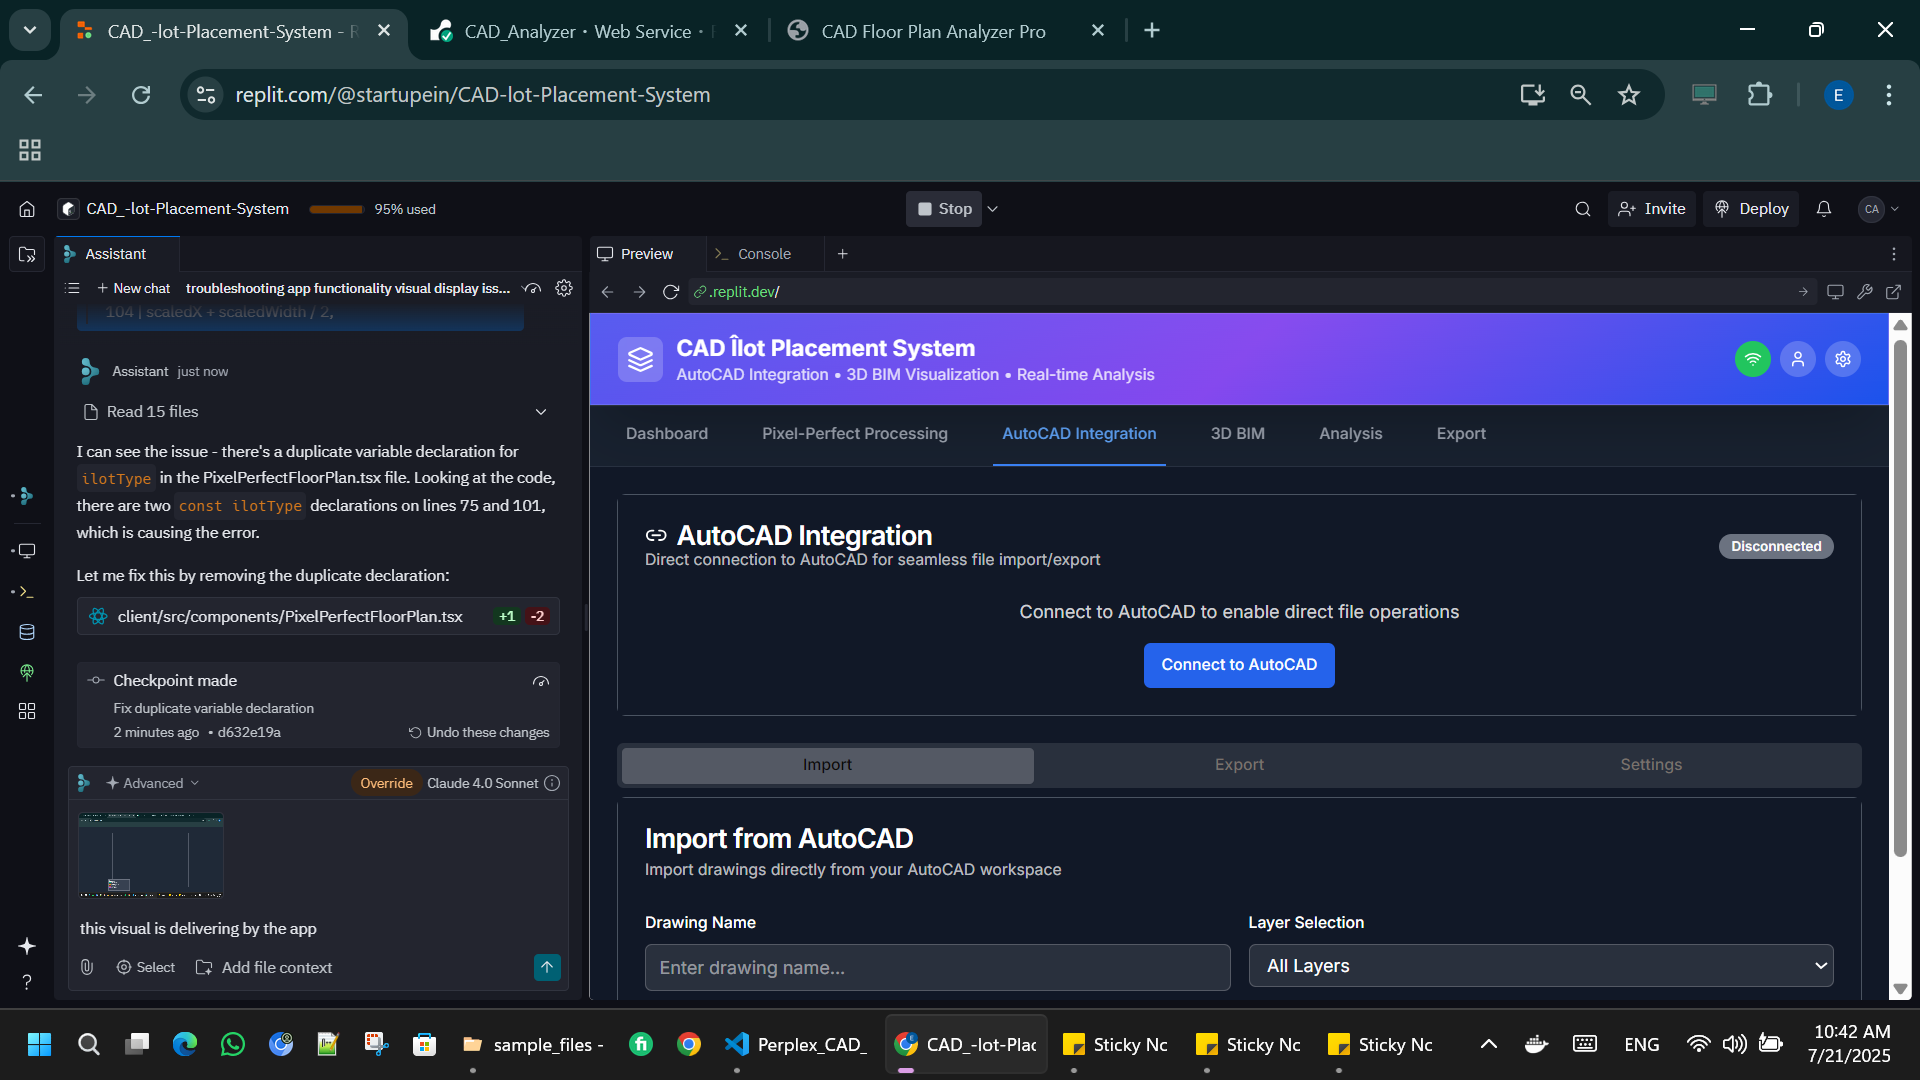 CAD_-lot-Placement-System - R
CAD_Analyzer · Web Service ·
CAD Floor Plan Analyzer Pro
replit.com/@startupein/CAD-lot-Placement-System
E
CAD_-lot-Placement-System
95% used
Stop
Invite
Deploy
CA
Assistant
Preview
Console
New chat
troubleshooting app functionality visual display iss...
.replit.dev/
104 | scaledX + scaledWidth / 2,
Assistant just now
Read 15 files
I can see the issue - there's a duplicate variable declaration for
ilotType in the PixelPerfectFloorPlan.tsx file. Looking at the code,
there are two const ilotType declarations on lines 75 and 101,
which is causing the error.
Let me fix this by removing the duplicate declaration:
client/src/components/PixelPerfectFloorPlan.tsx +1 -2
Checkpoint made
Fix duplicate variable declaration
2 minutes ago • d632e19a
Undo these changes
Advanced
Override
Claude 4.0 Sonnet
this visual is delivering by the app
Select
Add file context
CAD Îlot Placement System
AutoCAD Integration • 3D BIM Visualization • Real-time Analysis
Dashboard
Pixel-Perfect Processing
AutoCAD Integration
3D BIM
Analysis
Export
AutoCAD Integration
Direct connection to AutoCAD for seamless file import/export
Disconnected
Connect to AutoCAD to enable direct file operations
Connect to AutoCAD
Import
Export
Settings
Import from AutoCAD
Import drawings directly from your AutoCAD workspace
Drawing Name
Layer Selection
Enter drawing name...
All Layers
sample_files -
Perplex_CAD_
CAD_-lot-Plac
Sticky Nc
Sticky Nc
Sticky Nc
ENG
10:42 AM
7/21/2025